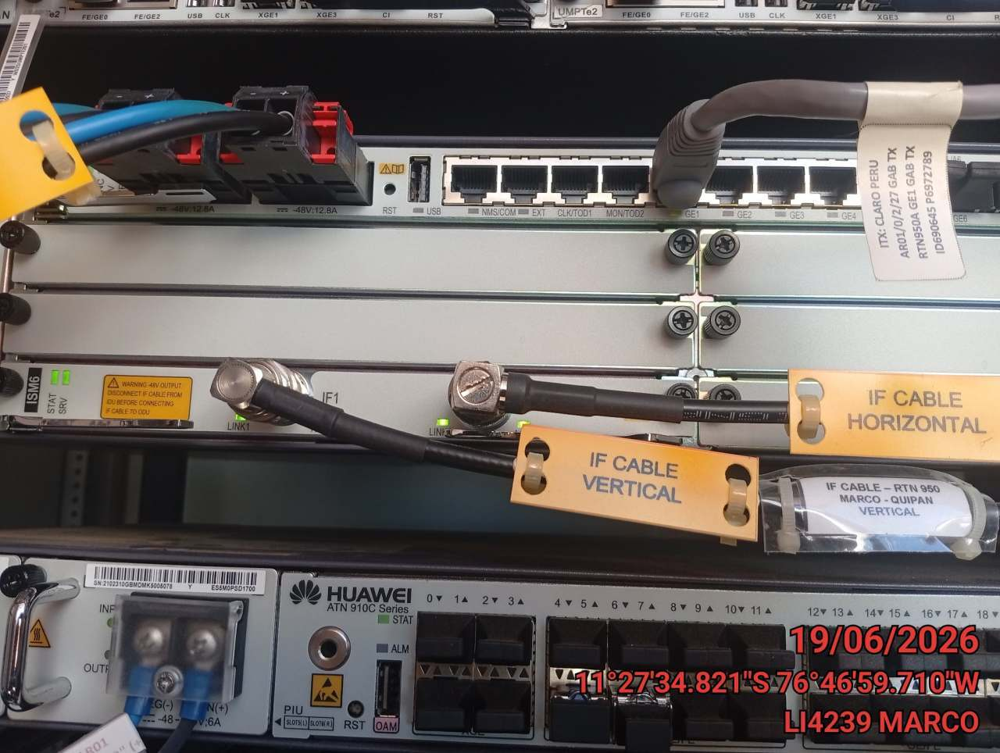 FE/GE0 FE/GE2 USB CLK XGE1 XGE3 CI RST
UMPTe2 FE/GE0 FE/GE2 USB CLK XGE1 XGE3 CI
-48V:12.8A -48V:12.8A
RST USB NMS/COM EXT CLK/TOD1 MON/TOD2 GE1 GE2 GE3 GE4 GE6
ITX: CLARO PERU
AR01/0/2/27 GAB TX
RTN950A GE1 GAB TX
ID690645 P6972789
ISM6
STAT
SRV
WARNING -48V OUTPUT
DISCONNECT IF CABLE FROM
IDU BEFORE CONNECTING
IF CABLE TO ODU
LINK1
IF1
IF CABLE
HORIZONTAL
IF CABLE
VERTICAL
IF CABLE – RTN 950
MARCO - QUIPAN
VERTICAL
SN:2102310GBMDMK5005078 Y ES5M0PSD1700
HUAWEI
ATN 910C Series
STAT
ALM
PIU
RST
OAM
0▼ 1▲ 2▼ 3▲ 4▼ 5▲ 6▼ 7▲ 8▼ 9▲ 10▼ 11▲ 12▼ 13▲ 14▼ 15▲ 16▼ 17▲ 18▼
19/06/2026
11°27'34.821"S 76°46'59.710"W
LI4239 MARCO